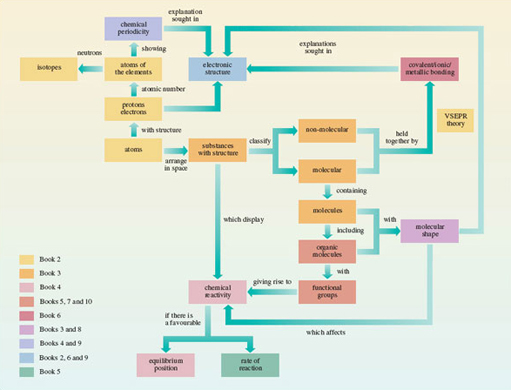 explanation
sought in
chemical
periodicity
showing
neutrons
isotopes
atoms of
the elements
electronic
structure
explanations
sought in
covalent/ionic/
metallic bonding
atomic number
protons
electrons
with structure
atoms
arrange
in space
substances
with structure
classify
non-molecular
molecular
held
together by
VSEPR
theory
containing
molecules
including
with
molecular
shape
organic
molecules
with
which display
chemical
reactivity
giving rise to
functional
groups
which affects
if there is
a favourable
equilibrium
position
rate of
reaction
Book 2
Book 3
Book 4
Books 5, 7 and 10
Book 6
Books 3 and 8
Books 4 and 9
Books 2, 6 and 9
Book 5